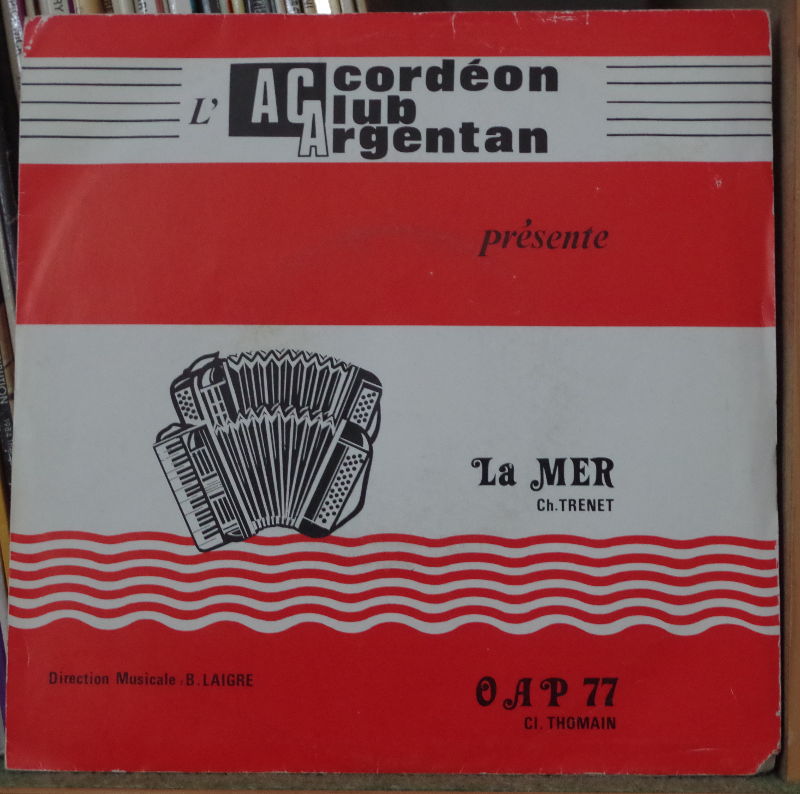 L' ACcordéon
Club
Argentan
présente
La MER
Ch.TRENET
Direction Musicale : B.LAIGRE
OAP 77
Cl. THOMAIN